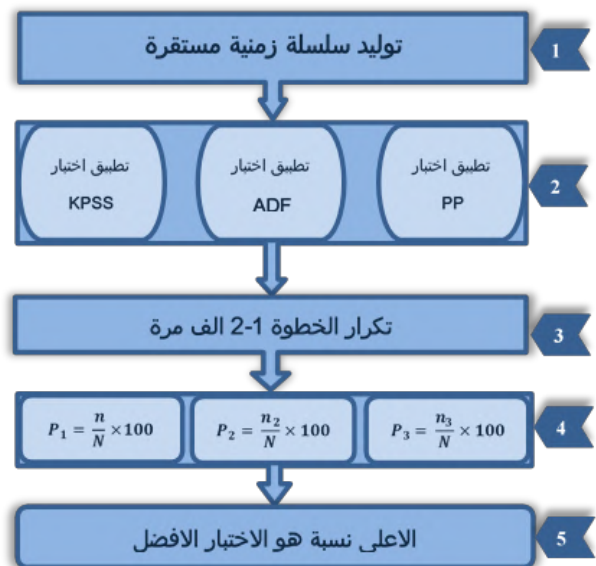 توليد سلسلة زمنية مستقرة
1
تطبيق اختبار
PP
تطبيق اختبار
ADF
تطبيق اختبار
KPSS
2
تكرار الخطوة 1-2 الف مرة
3
P₁ = n/N × 100
P₂ = n₂/N × 100
P₃ = n₃/N × 100
4
الاعلى نسبة هو الاختبار الافضل
5